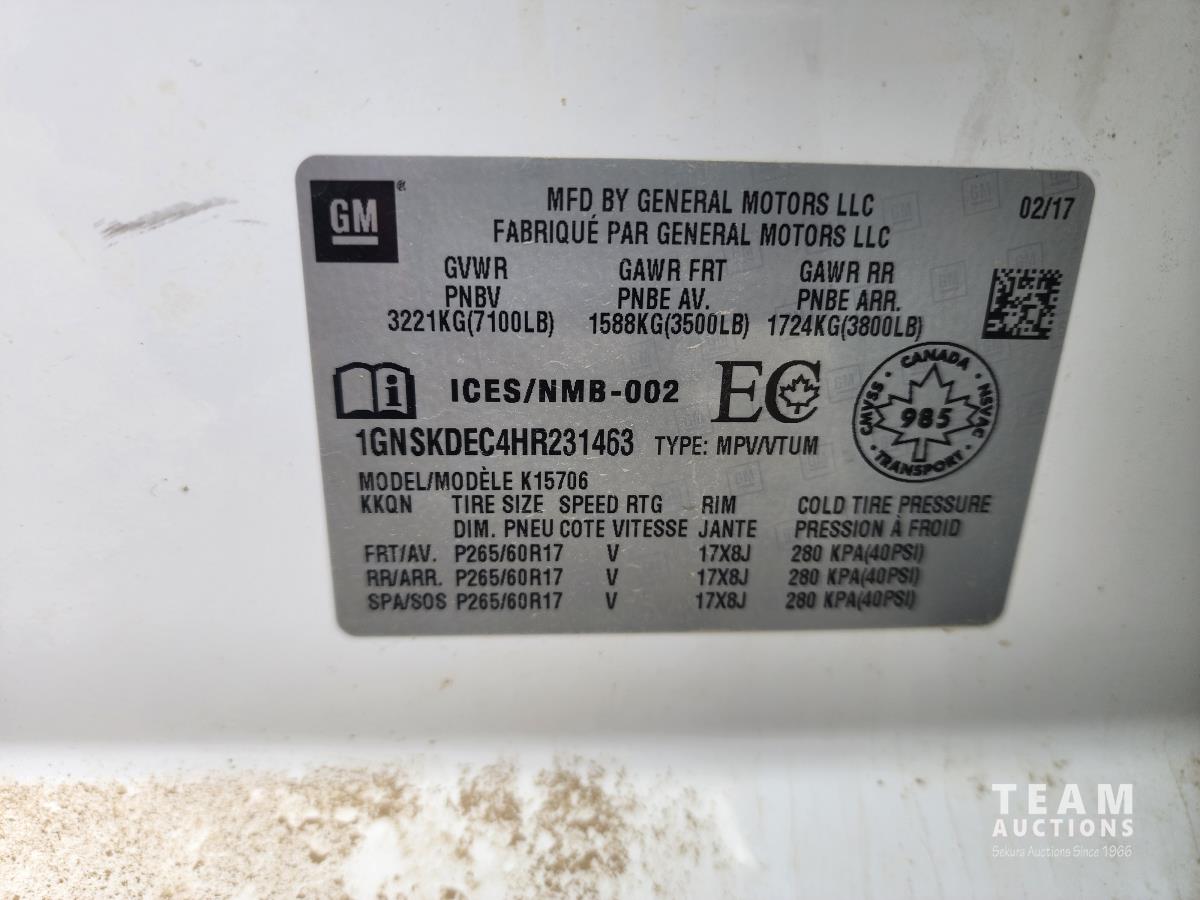 GM®
MFD BY GENERAL MOTORS LLC
02/17
FABRIQUÉ PAR GENERAL MOTORS LLC
GVWR GAWR FRT GAWR RR
PNBV PNBE AV. PNBE ARR.
3221KG(7100LB) 1588KG(3500LB) 1724KG(3800LB)
i ICES/NMB-002 EC
CANADA
CMVSS 985 NSVAC
TRANSPORT
1GNSKDEC4HR231463 TYPE: MPV/VTUM
MODEL/MODÈLE K15706
KKQN TIRE SIZE SPEED RTG RIM COLD TIRE PRESSURE
DIM. PNEU COTE VITESSE JANTE PRESSION À FROID
FRT/AV. P265/60R17 V 17X8J 280 KPA(40PSI)
RR/ARR. P265/60R17 V 17X8J 280 KPA(40PSI)
SPA/SOS P265/60R17 V 17X8J 280 KPA(40PSI)
TEAM
AUCTIONS
Sekura Auctions Since 1966